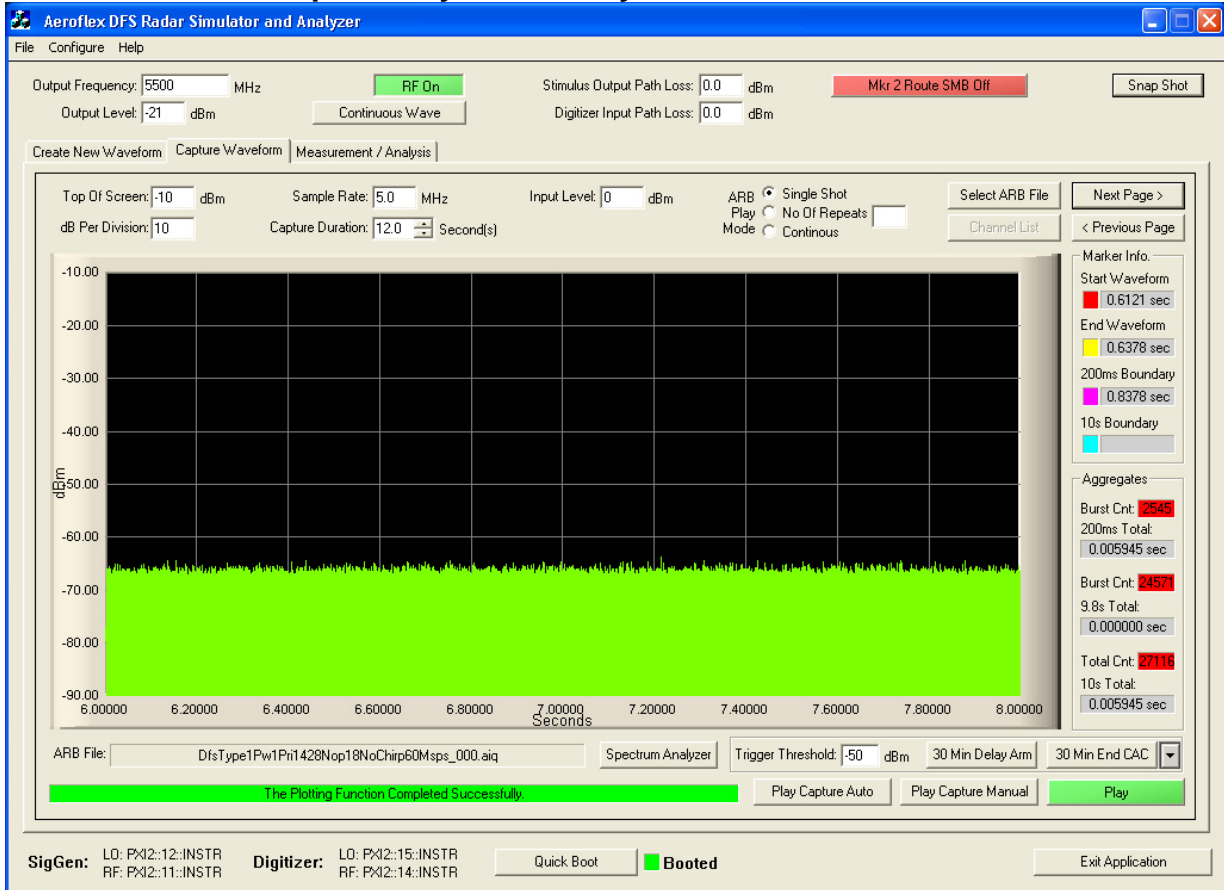 Aeroflex DFS Radar Simulator and Analyzer
File Configure Help
Output Frequency: 5500 MHz RF On Stimulus Output Path Loss: 0.0 dBm Mkr 2 Route SMB Off Snap Shot
Output Level: -21 dBm Continuous Wave Digitizer Input Path Loss: 0.0 dBm
Create New Waveform Capture Waveform Measurement / Analysis
Top Of Screen: -10 dBm Sample Rate: 5.0 MHz Input Level: 0 dBm ARB Play Mode Single Shot Select ARB File Next Page >
No Of Repeats
dB Per Division: 10 Capture Duration: 12.0 Second(s) Continous Channel List < Previous Page
Marker Info.
Start Waveform
0.6121 sec
End Waveform
0.6378 sec
200ms Boundary
0.8378 sec
10s Boundary
Aggregates
Burst Cnt: 2545
200ms Total:
0.005945 sec
Burst Cnt: 24571
9.8s Total:
0.000000 sec
Total Cnt: 27116
10s Total:
0.005945 sec
-10.00
-20.00
-30.00
-40.00
-50.00
-60.00
-70.00
-80.00
-90.00
dBm
6.00000 6.20000 6.40000 6.60000 6.80000 7.00000 7.20000 7.40000 7.60000 7.80000 8.00000
Seconds
ARB File: DfsType1Pw1Pri1428Nop18NoChirp60Msps_000.aiq Spectrum Analyzer Trigger Threshold: -50 dBm 30 Min Delay Arm 30 Min End CAC
The Plotting Function Completed Successfully. Play Capture Auto Play Capture Manual Play
SigGen: LO: PXI2::12::INSTR Digitizer: LO: PXI2::15::INSTR Quick Boot Booted Exit Application
RF: PXI2::11::INSTR RF: PXI2::14::INSTR